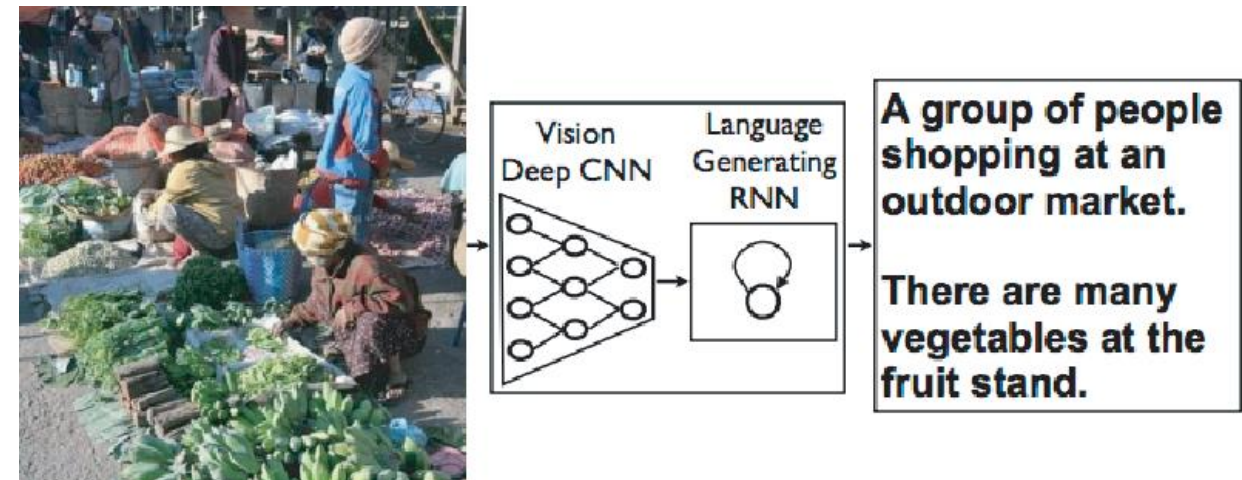 Vision
Deep CNN
Language
Generating
RNN
A group of people
shopping at an
outdoor market.
There are many
vegetables at the
fruit stand.